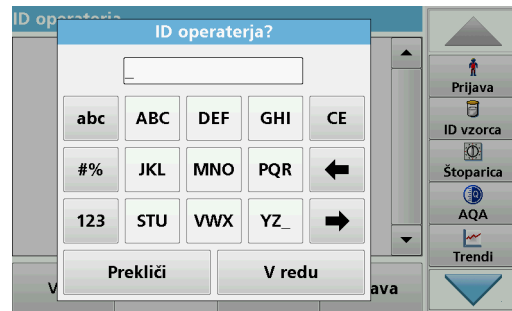 ID operaterja
ID operaterja?
_
abc ABC DEF GHI CE
#% JKL MNO PQR
123 STU VWX YZ_
Prekliči V redu
Prijava
ID vzorca
Štoparica
AQA
Trendi